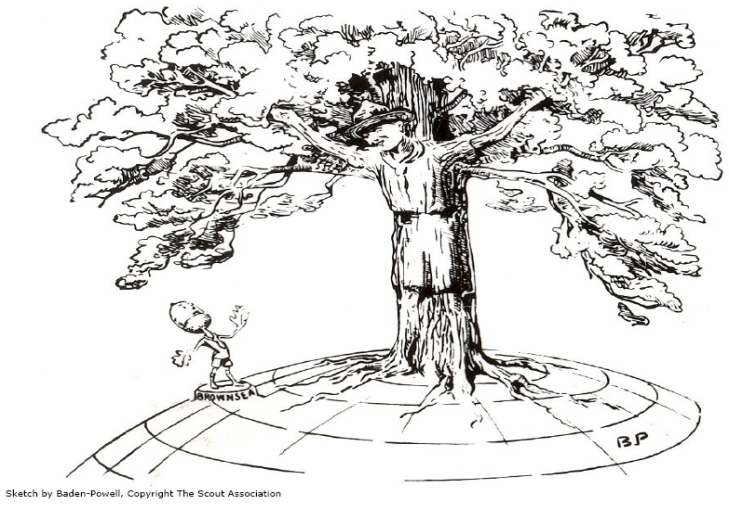 BROWNSEA
BP
Sketch by Baden-Powell, Copyright The Scout Association